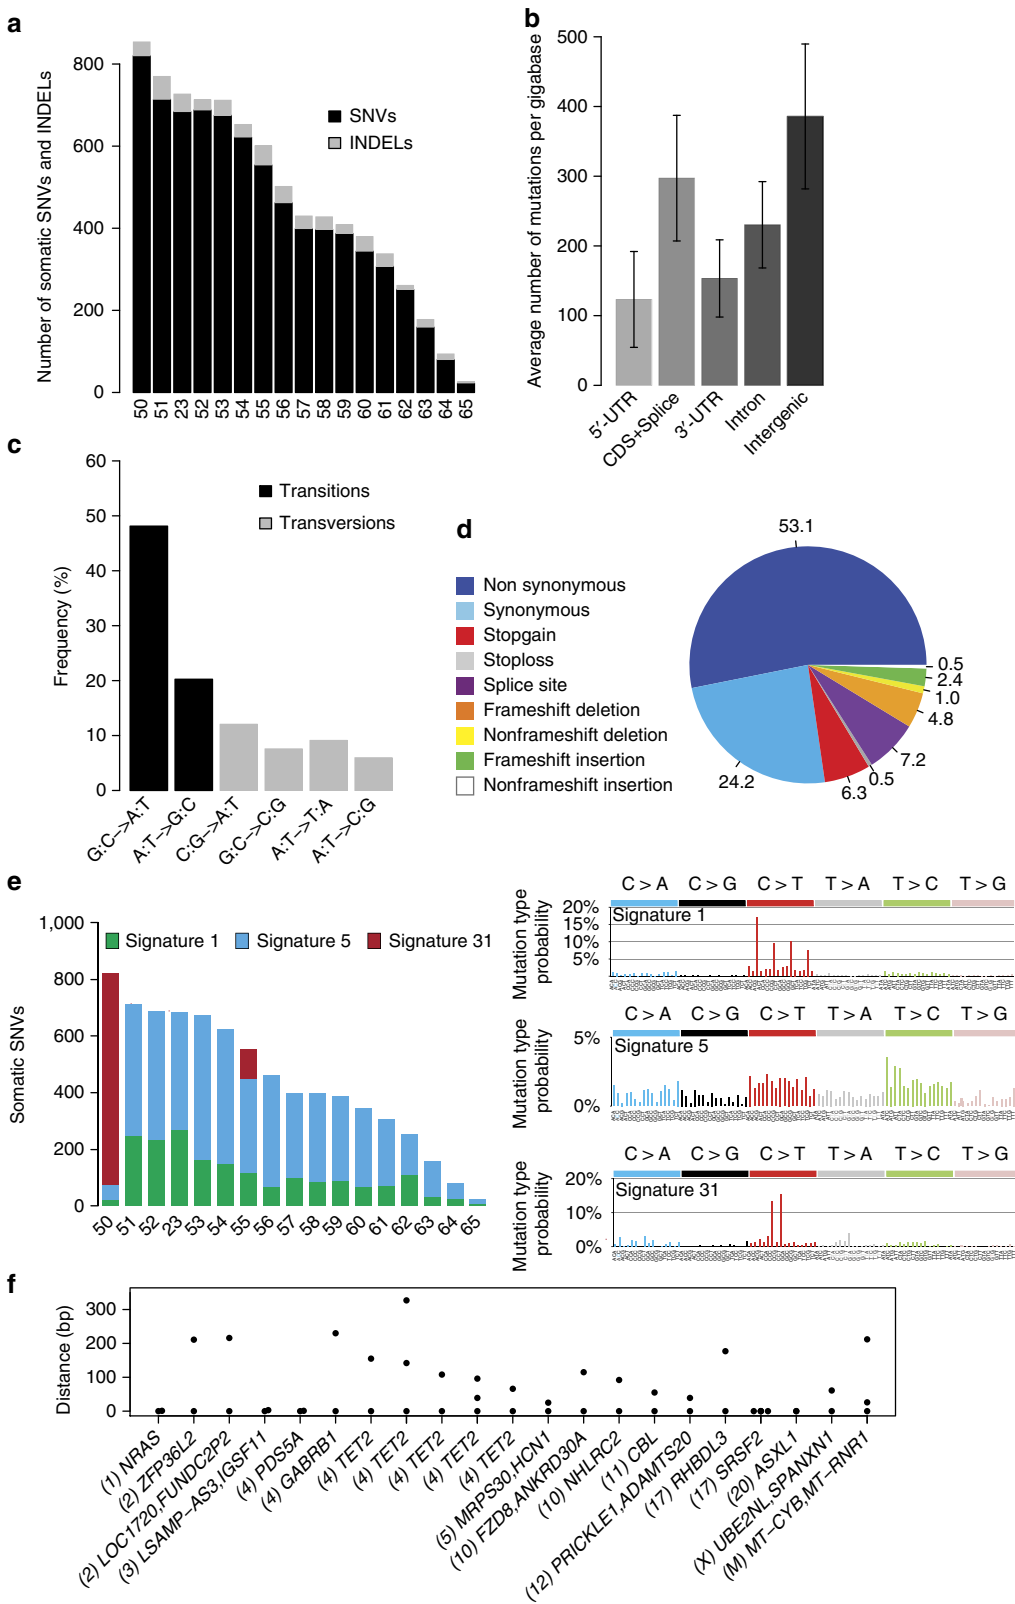 a
Number of somatic SNVs and INDELs
800
600
400
200
0
SNVs
INDELs
50 51 23 52 53 54 55 56 57 58 59 60 61 62 63 64 65
b
Average number of mutations per gigabase
500
400
300
200
100
0
5′-UTR
CDS+Splice
3′-UTR
Intron
Intergenic
c
Frequency (%)
60
50
40
30
20
10
0
Transitions
Transversions
G:C–>A:T
A:T–>G:C
C:G–>A:T
G:C–>C:G
A:T–>T:A
A:T–>C:G
d
Non synonymous
Synonymous
Stopgain
Stoploss
Splice site
Frameshift deletion
Nonframeshift deletion
Frameshift insertion
Nonframeshift insertion
53.1
0.5
2.4
1.0
4.8
7.2
0.5
6.3
24.2
e
Somatic SNVs
1,000
800
600
400
200
0
Signature 1 Signature 5 Signature 31
50 51 52 23 53 54 55 56 57 58 59 60 61 62 63 64 65
C > A C > G C > T T > A T > C T > G
Mutation type probability
20%
15%
10%
5%
Signature 1
C > A C > G C > T T > A T > C T > G
Mutation type probability
5%
0%
Signature 5
C > A C > G C > T T > A T > C T > G
Mutation type probability
20%
10%
0%
Signature 31
f
Distance (bp)
300
200
100
0
(1) NRAS
(2) ZFP36L2
(2) LOC1720,FUNDC2P2
(3) LSAMP–AS3,IGSF11
(4) PDS5A
(4) GABRB1
(4) TET2
(4) TET2
(4) TET2
(4) TET2
(4) TET2
(5) MRPS30,HCN1
(10) FZD8,ANKRD30A
(10) NHLRC2
(11) CBL
(12) PRICKLE1,ADAMTS20
(17) RHBDL3
(17) SRSF2
(20) ASXL1
(X) UBE2NL,SPANXN1
(M) MT–CYB,MT–RNR1